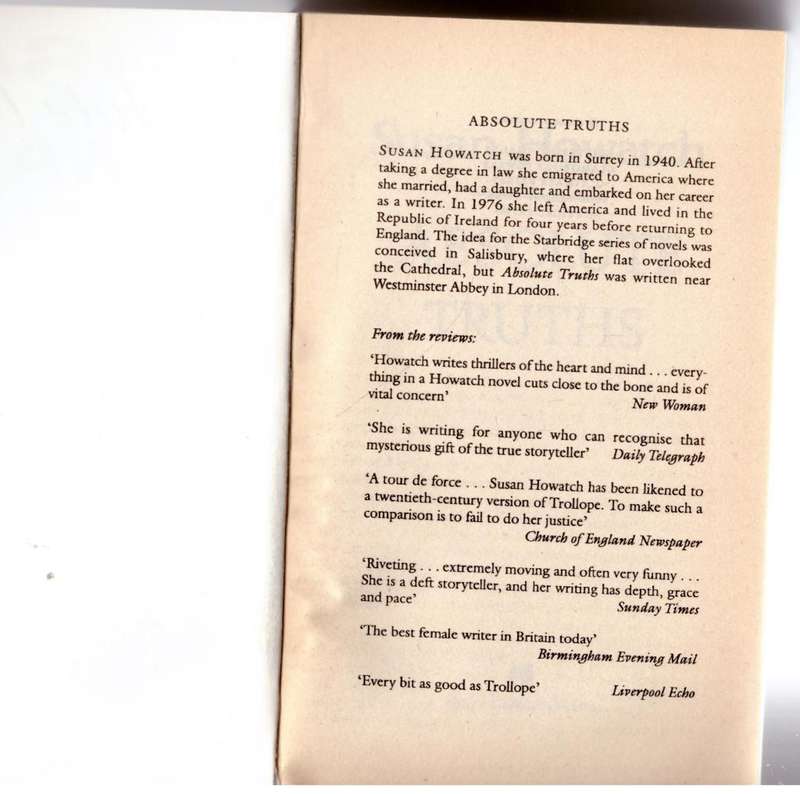 ABSOLUTE TRUTHS
SUSAN HOWATCH was born in Surrey in 1940. After
taking a degree in law she emigrated to America where
she married, had a daughter and embarked on her career
as a writer. In 1976 she left America and lived in the
Republic of Ireland for four years before returning to
England. The idea for the Starbridge series of novels was
conceived in Salisbury, where her flat overlooked
the Cathedral, but Absolute Truths was written near
Westminster Abbey in London.
From the reviews:
‘Howatch writes thrillers of the heart and mind . . . every-
thing in a Howatch novel cuts close to the bone and is of
vital concern’ New Woman
‘She is writing for anyone who can recognise that
mysterious gift of the true storyteller’ Daily Telegraph
‘A tour de force . . . Susan Howatch has been likened to
a twentieth-century version of Trollope. To make such a
comparison is to fail to do her justice’
Church of England Newspaper
‘Riveting . . . extremely moving and often very funny . . .
She is a deft storyteller, and her writing has depth, grace
and pace’ Sunday Times
‘The best female writer in Britain today’
Birmingham Evening Mail
‘Every bit as good as Trollope’ Liverpool Echo